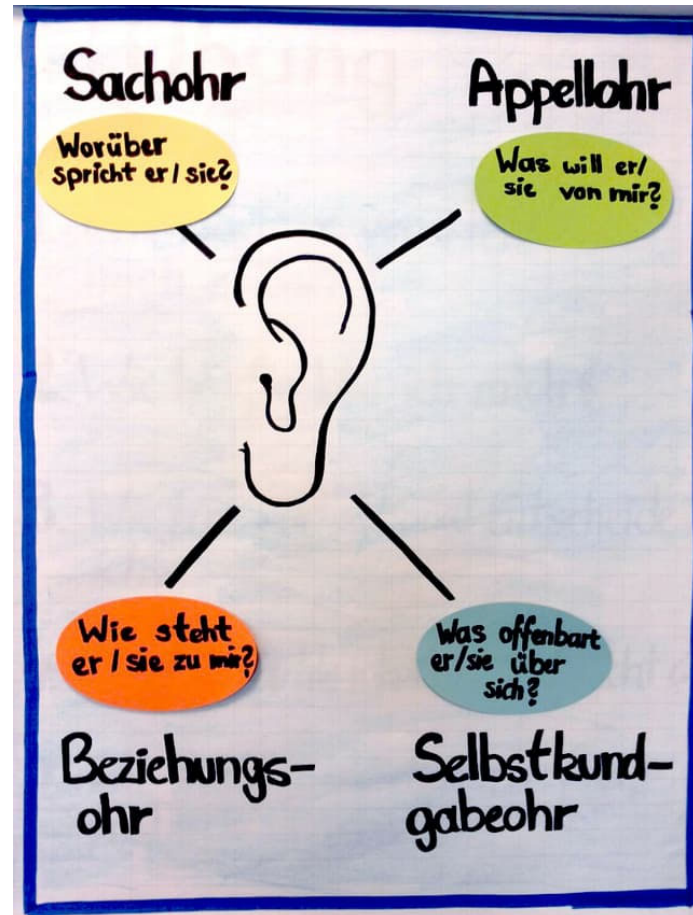 Sachohr
Worüber
spricht er / sie?
Appellohr
Was will er/
sie von mir?
Wie steht
er / sie zu mir?
Beziehungs-
ohr
Was offenbart
er/sie über
sich?
Selbstkund-
gabeohr